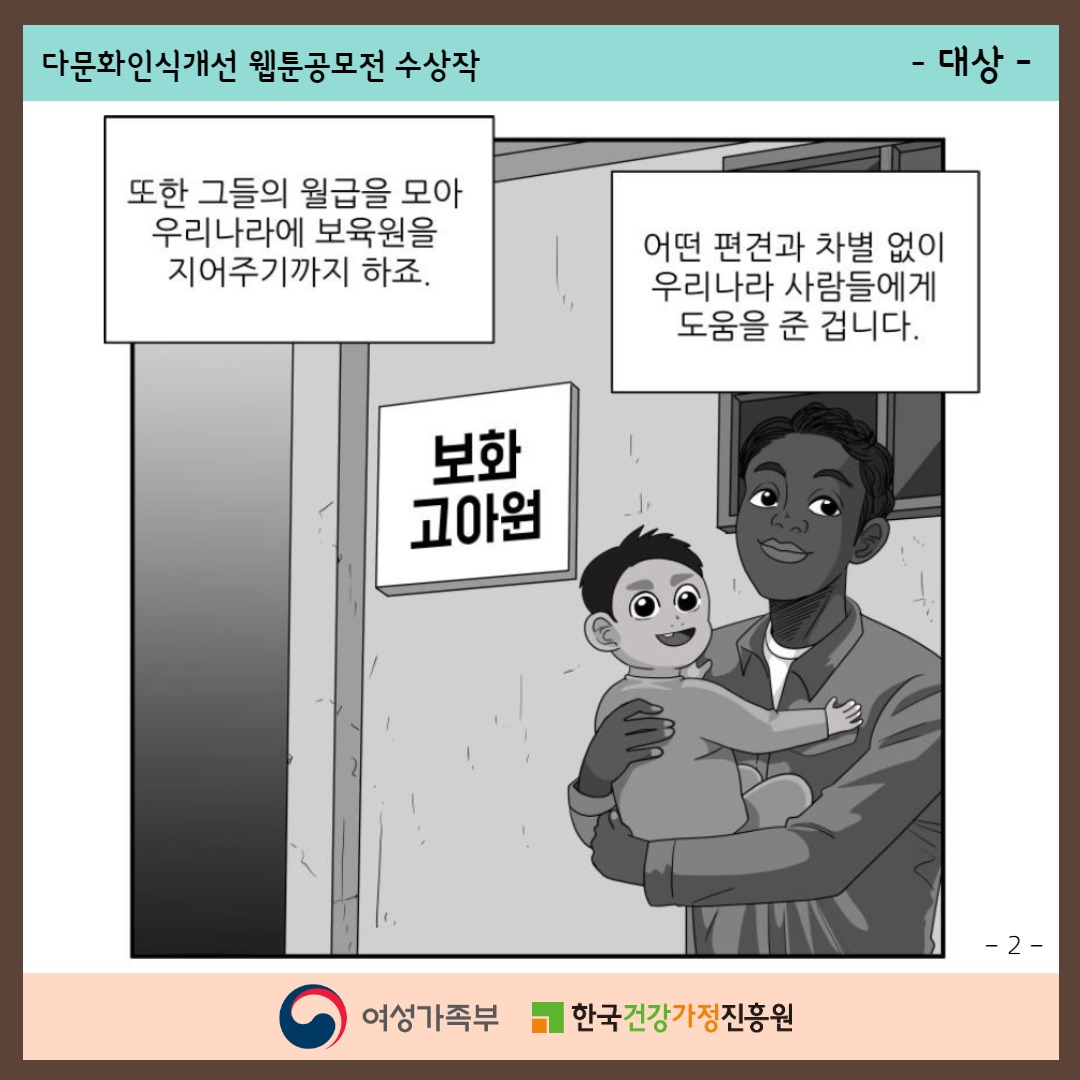 다문화인식개선 웹툰공모전 수상작
- 대상 -
또한 그들의 월급을 모아
우리나라에 보육원을
지어주기까지 하죠.
어떤 편견과 차별 없이
우리나라 사람들에게
도움을 준 겁니다.
보화
고아원
- 2 -
여성가족부
한국건강가정진흥원